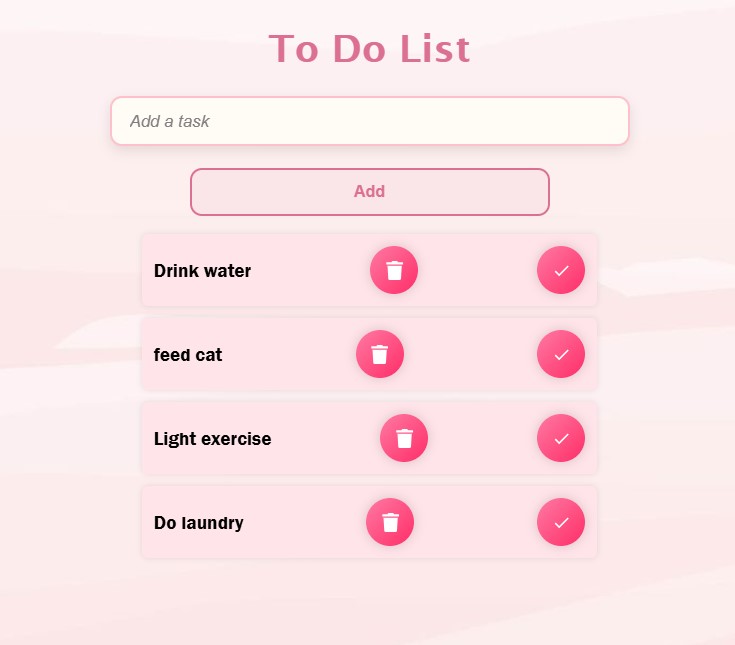 To Do List
Add a task
Add
Drink water
feed cat
Light exercise
Do laundry